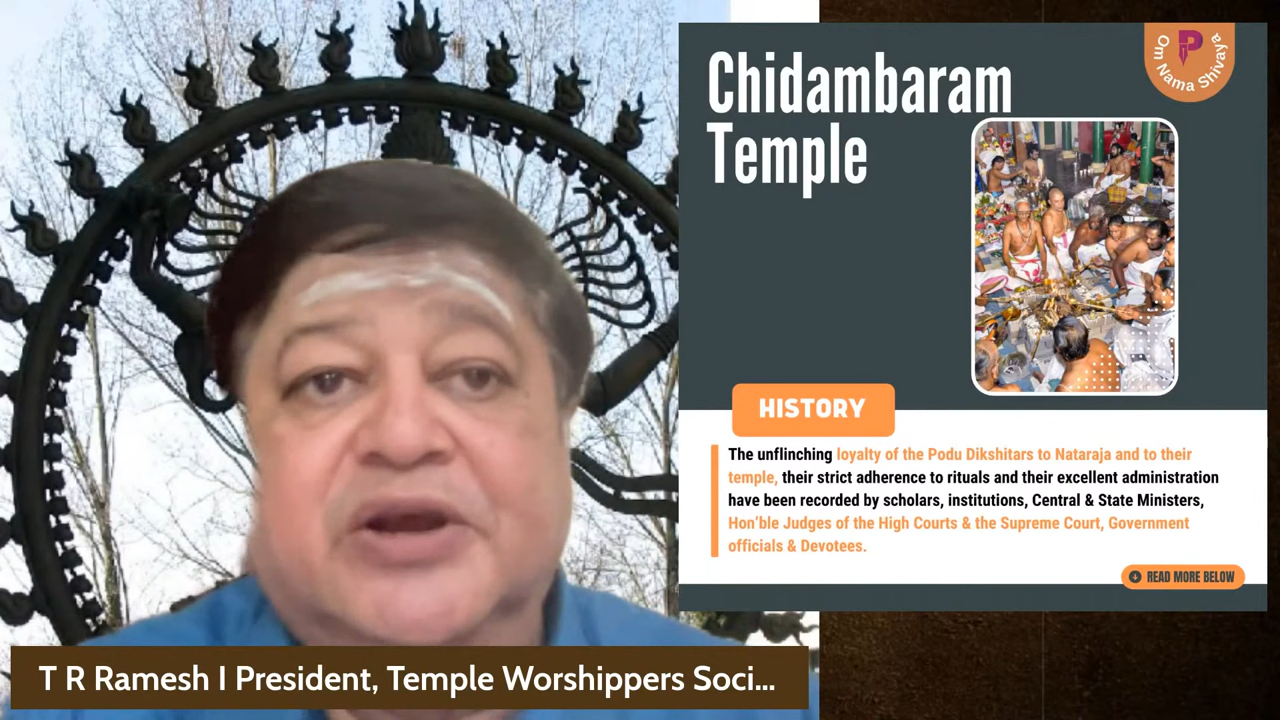 Chidambaram
Temple
P
Om Nama Shivaya
HISTORY
The unflinching loyalty of the Podu Dikshitars to Nataraja and to their
temple, their strict adherence to rituals and their excellent administration
have been recorded by scholars, institutions, Central & State Ministers,
Hon'ble Judges of the High Courts & the Supreme Court, Government
officials & Devotees.
READ MORE BELOW
T R Ramesh I President, Temple Worshippers Soci...